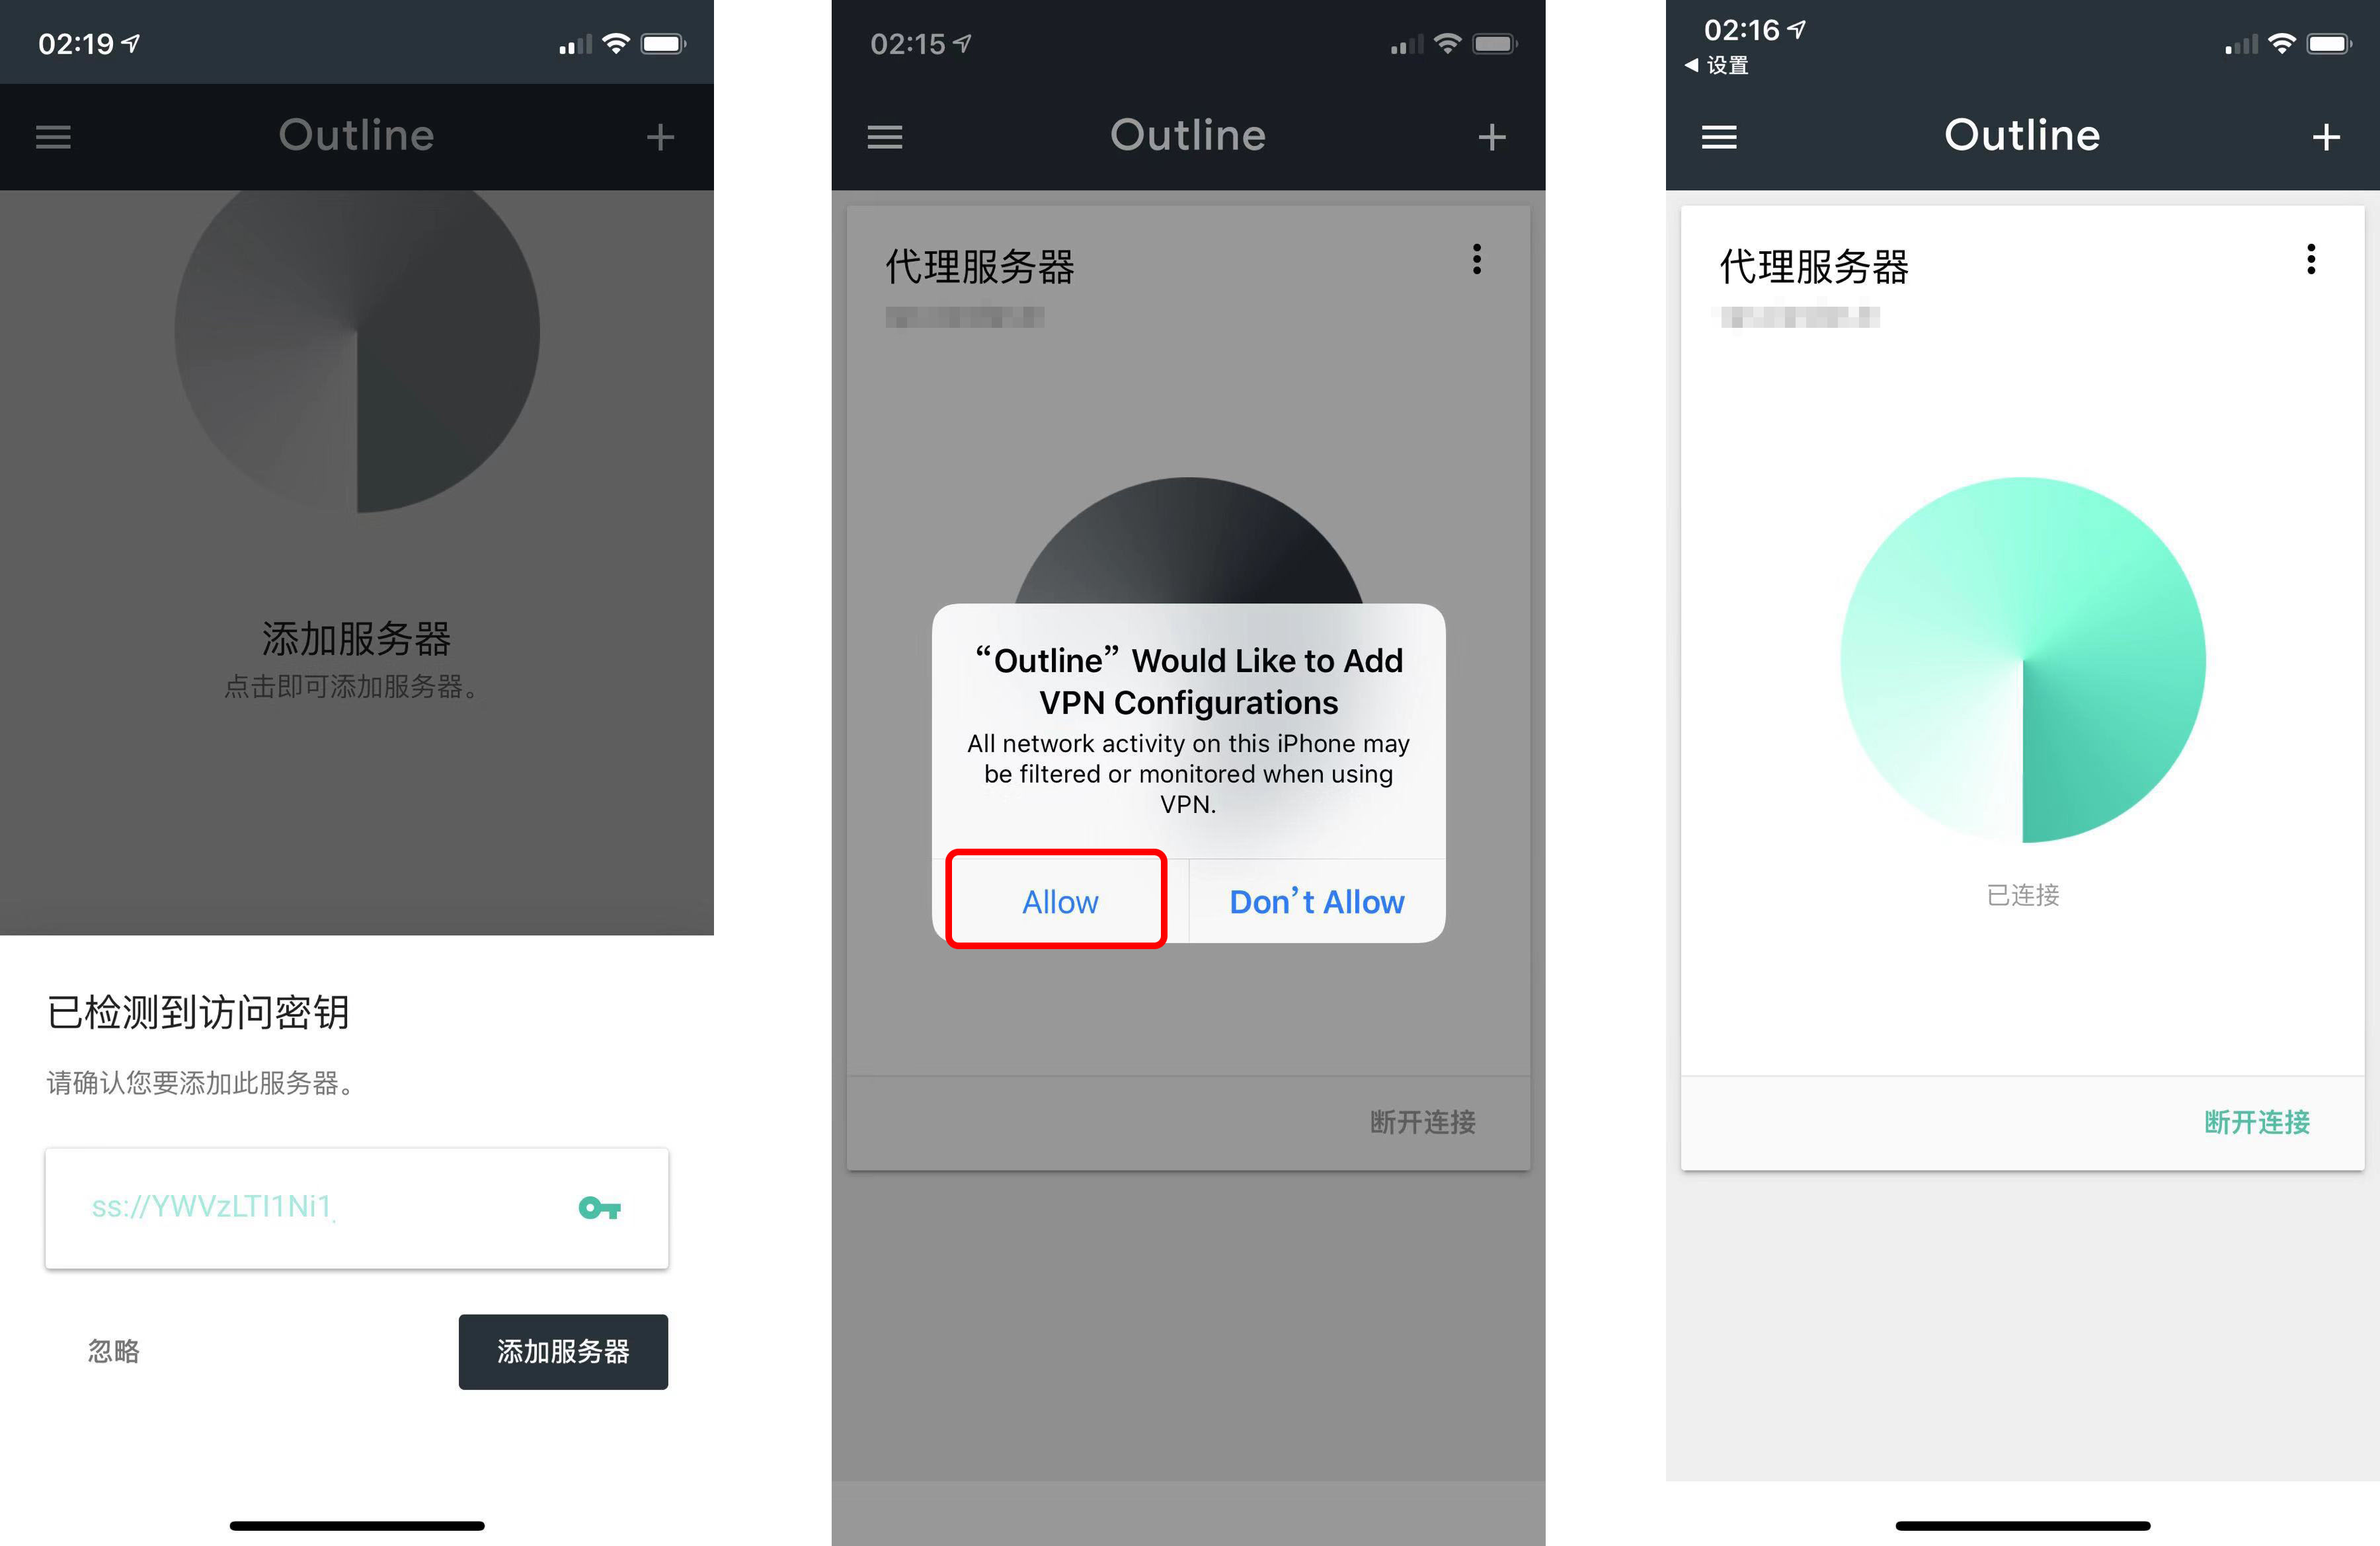 02:19
Outline
添加服务器
点击即可添加服务器。
已检测到访问密钥
请确认您要添加此服务器。
ss://YWVzLTI1Ni1
忽略
添加服务器
02:15
Outline
代理服务器
“Outline” Would Like to Add
VPN Configurations
All network activity on this iPhone may
be filtered or monitored when using
VPN.
Allow
Don’t Allow
断开连接
02:16
设置
Outline
代理服务器
已连接
断开连接